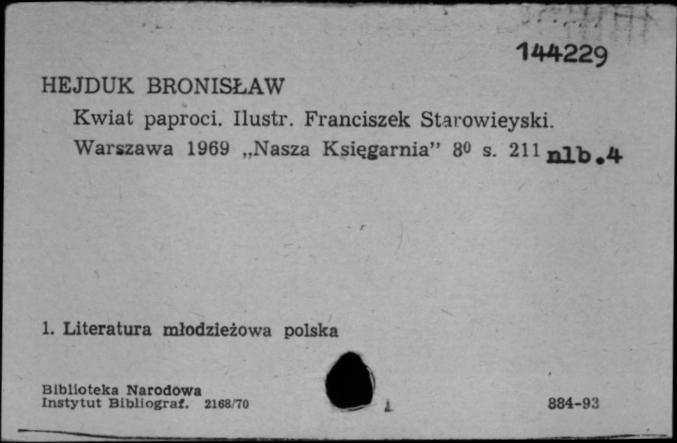 144229
HEJDUK BRONISŁAW
Kwiat paproci. Ilustr. Franciszek Starowieyski.
Warszawa 1969 „Nasza Księgarnia” 8⁰ s. 211 nlb.4
1. Literatura młodzieżowa polska
Biblioteka Narodowa
Instytut Bibliograf. 2168/70
884-93